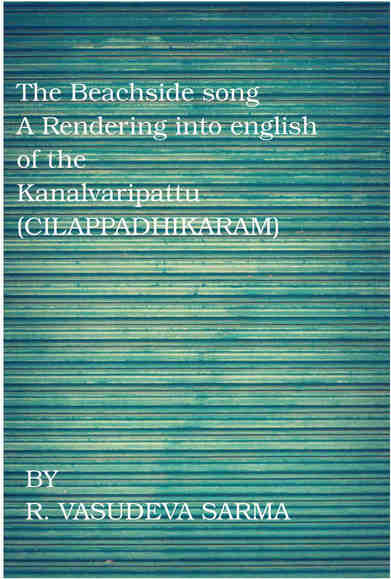 The Beachside song
A Rendering into english
of the
Kanalvaripattu
(CILAPPADHIKARAM)
BY
R. VASUDEVA SARMA